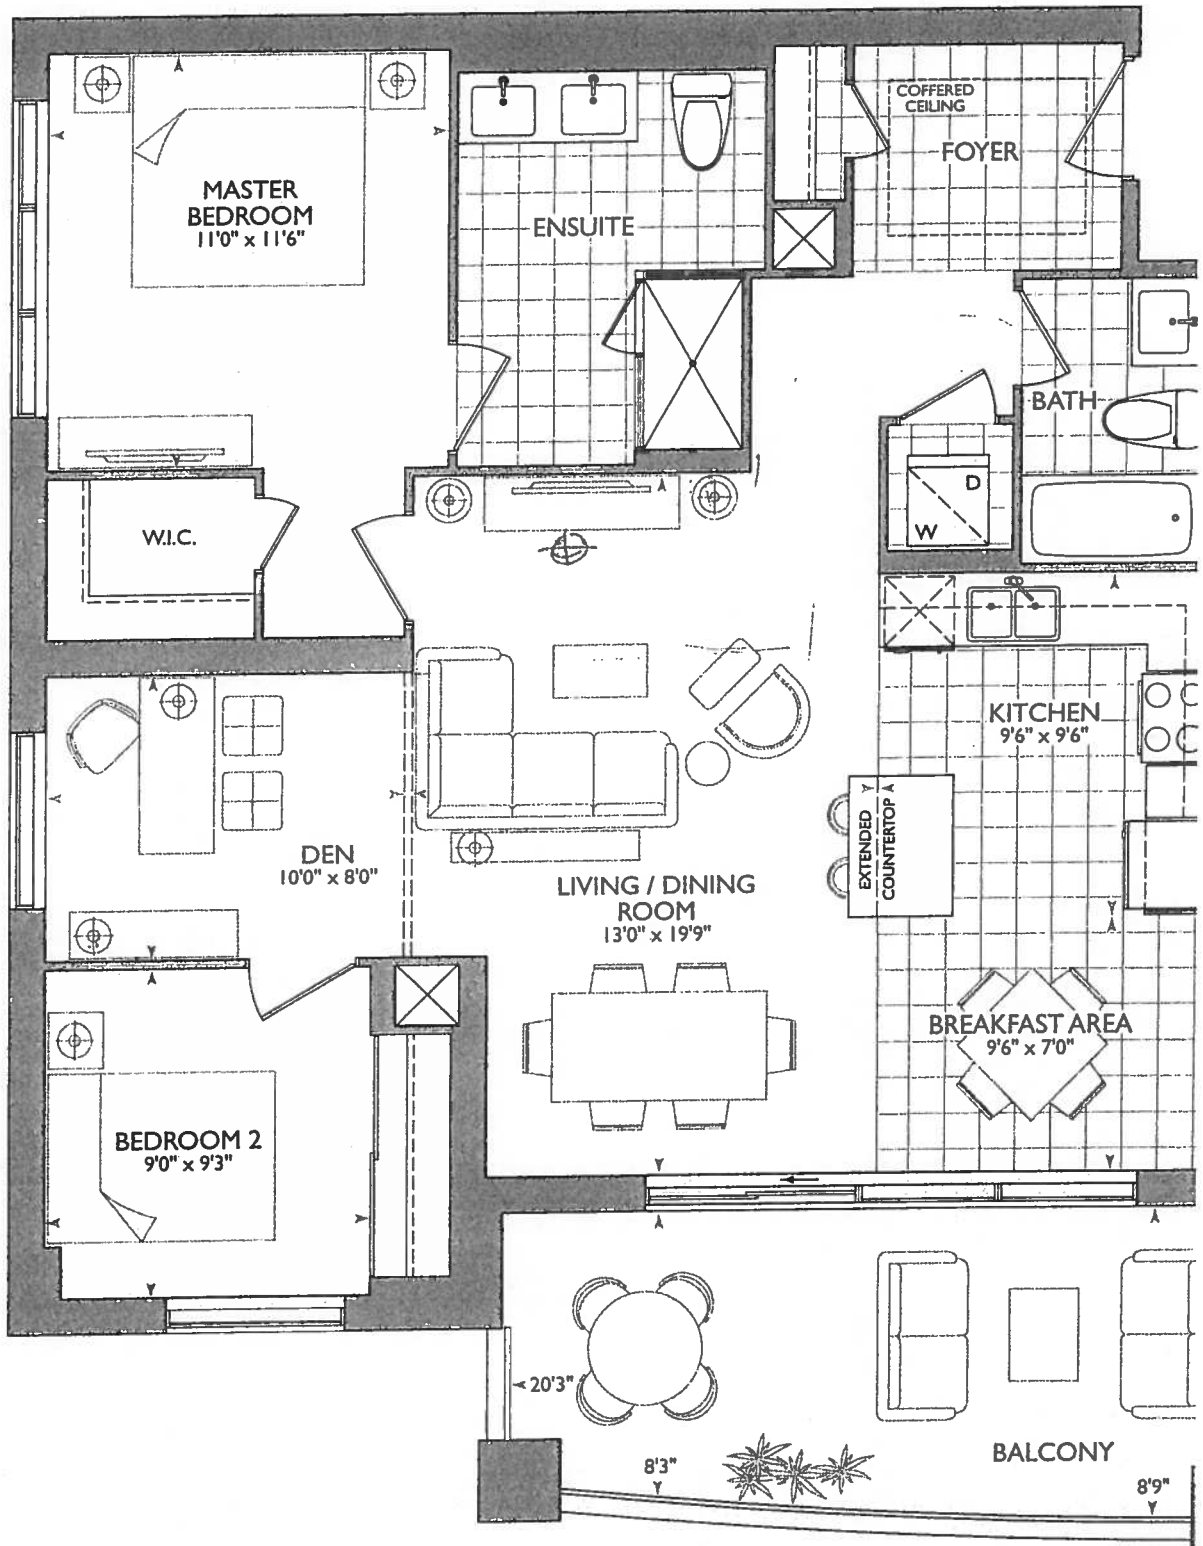 COFFERED
CEILING
FOYER
MASTER
BEDROOM
11'0" x 11'6"
ENSUITE
BATH
W.I.C.
D
W
KITCHEN
9'6" x 9'6"
EXTENDED
COUNTERTOP
DEN
10'0" x 8'0"
LIVING / DINING
ROOM
13'0" x 19'9"
BREAKFAST AREA
9'6" x 7'0"
BEDROOM 2
9'0" x 9'3"
20'3"
BALCONY
8'3"
8'9"